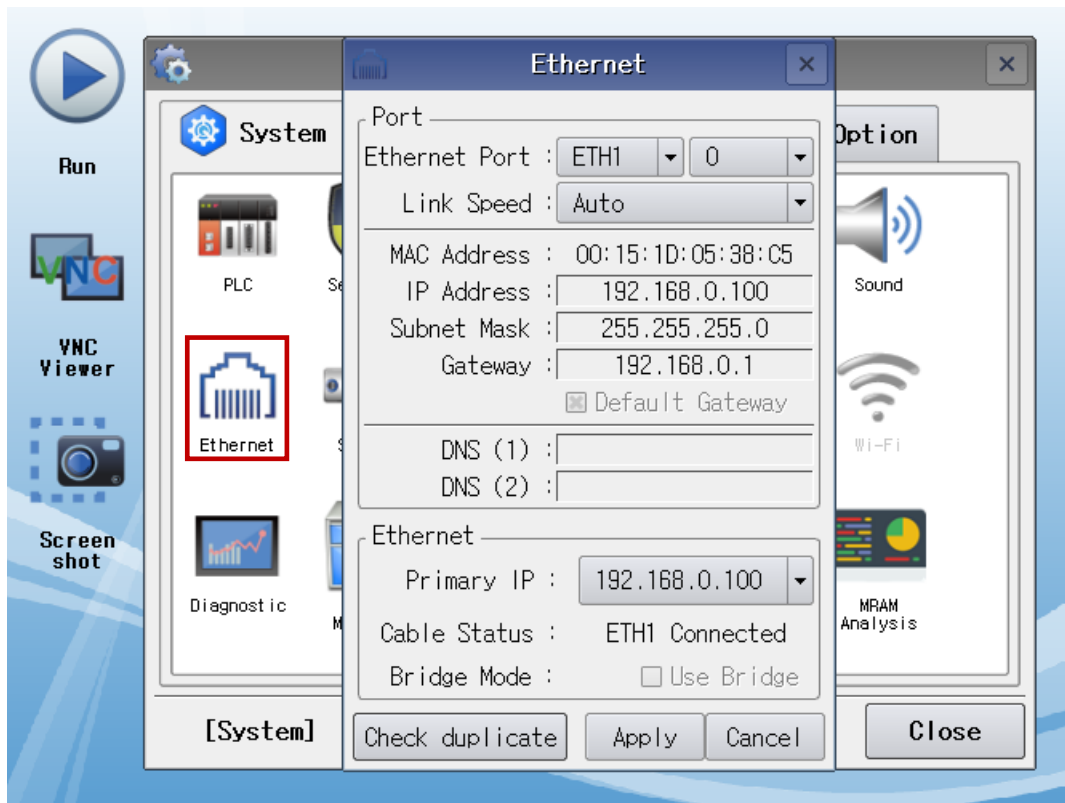 Run
VNC
VNC
Viewer
Screen
shot
System
Option
PLC
Se
Ethernet
S
Diagnostic
M
Sound
Wi-Fi
MRAM
Analysis
[System]
Close
Ethernet
Port
Ethernet Port : ETH1 0
Link Speed : Auto
MAC Address : 00:15:1D:05:38:C5
IP Address : 192.168.0.100
Subnet Mask : 255.255.255.0
Gateway : 192.168.0.1
Default Gateway
DNS (1) :
DNS (2) :
Ethernet
Primary IP : 192.168.0.100
Cable Status : ETH1 Connected
Bridge Mode : Use Bridge
Check duplicate Apply Cancel